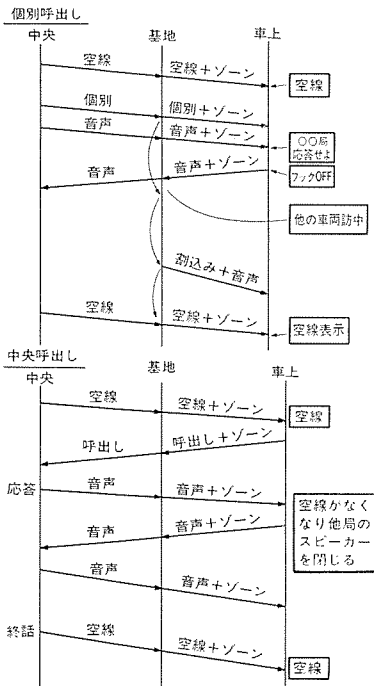 個別呼出し
中央
基地
車上
空線
空線+ゾーン
空線
個別
個別+ゾーン
音声
音声+ゾーン
○○局
応答せよ
音声
音声+ゾーン
フックOFF
他の車両訪中
割込み+音声
空線
空線+ゾーン
空線表示
中央呼出し
中央
基地
車上
空線
空線+ゾーン
空線
呼出し
呼出し+ゾーン
応答
音声
音声+ゾーン
空線がなく
なり他局の
スピーカー
を閉じる
音声
音声+ゾーン
音声
音声+ゾーン
終話
空線
空線+ゾーン
空線